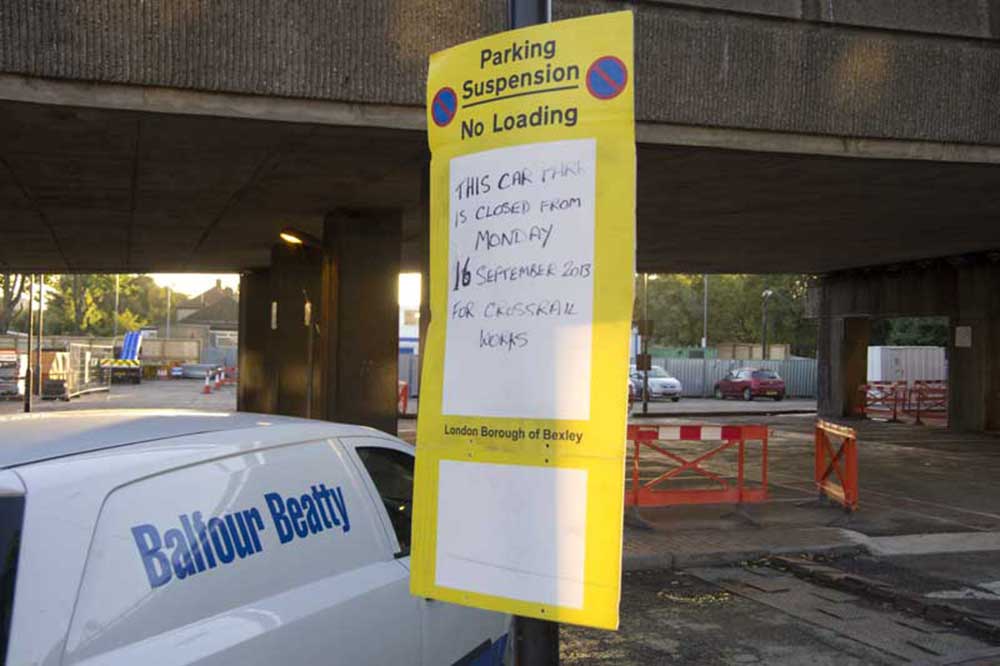 Parking
Suspension
No Loading
THIS CAR PARK
IS CLOSED FROM
MONDAY
16 SEPTEMBER 2013
FOR CROSSRAIL
WORKS
London Borough of Bexley
Balfour Beatty